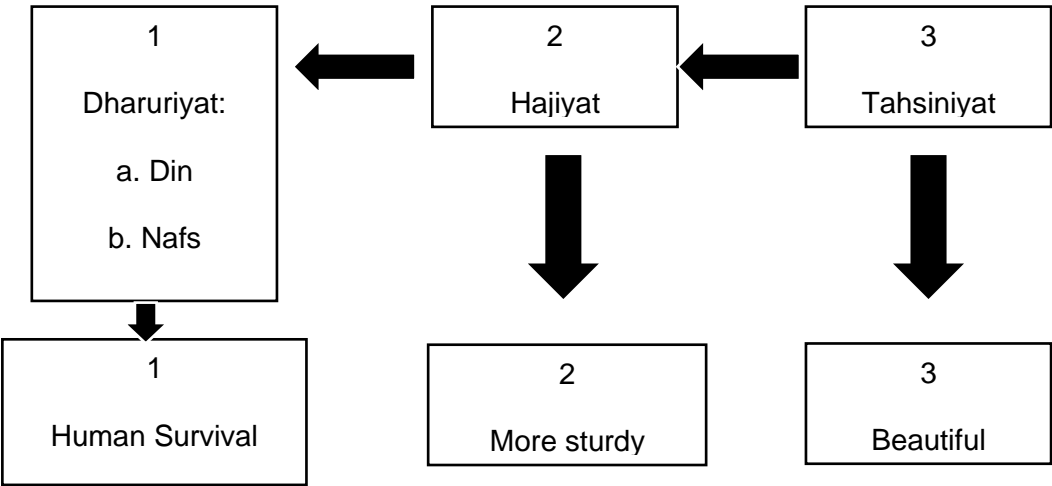 1
Dharuriyat:
a. Din
b. Nafs
2
Hajiyat
3
Tahsiniyat
1
Human Survival
2
More sturdy
3
Beautiful